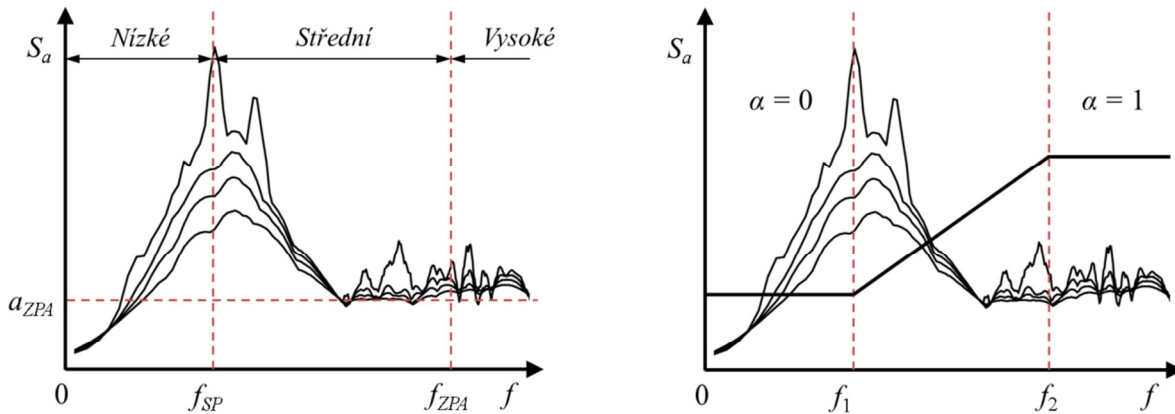 S_a
Nízké
Střední
Vysoké
a_ZPA
0
f_SP
f_ZPA
f
S_a
α = 0
α = 1
0
f_1
f_2
f